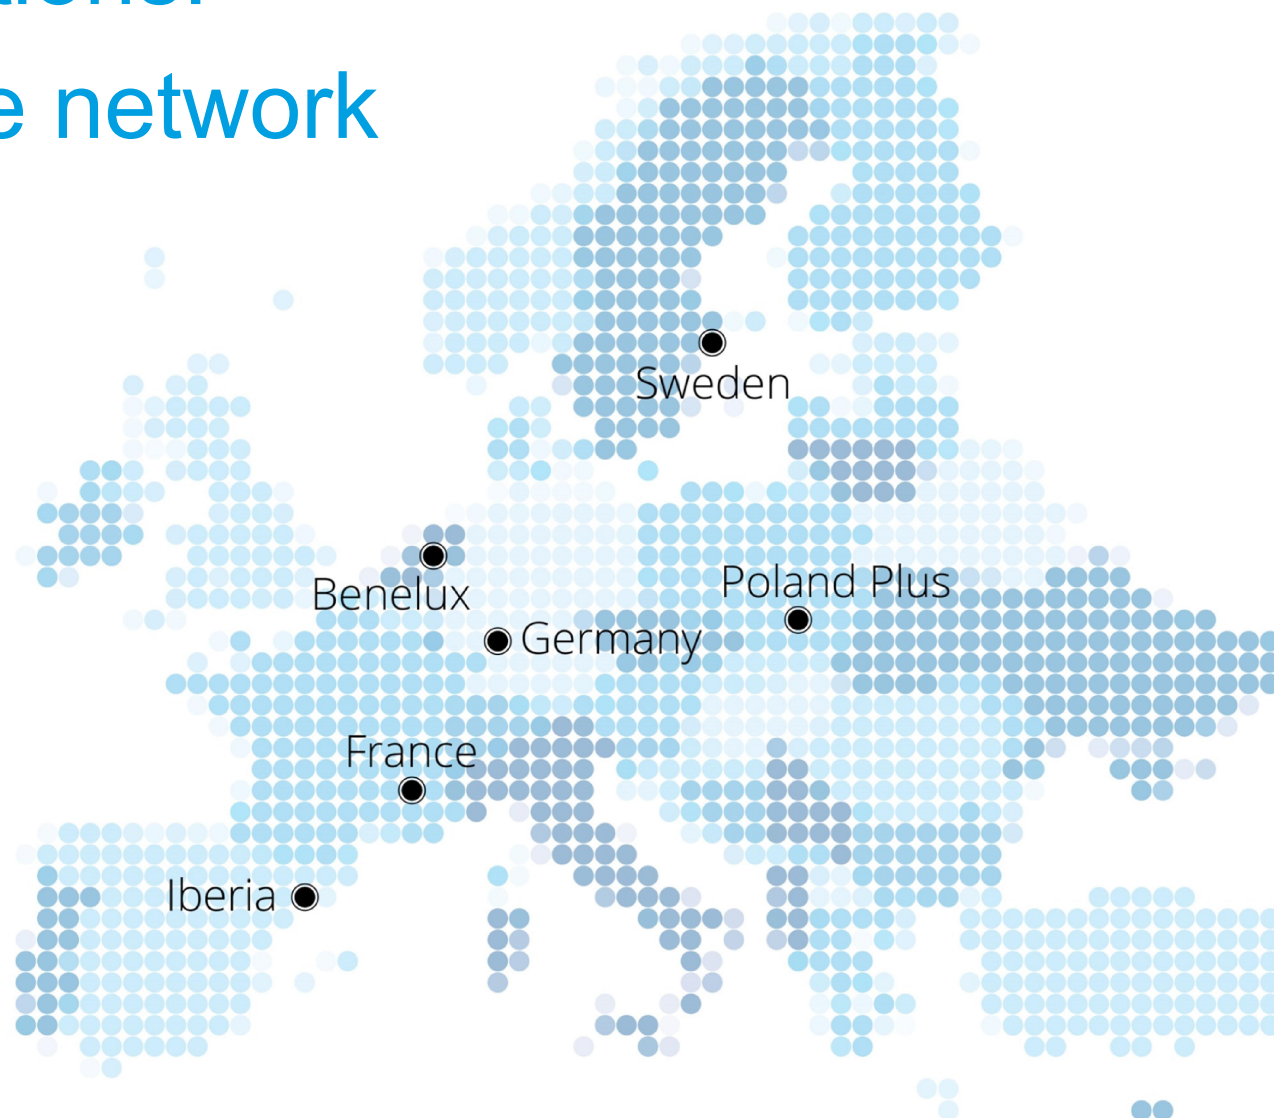 network
Sweden
Benelux
Poland Plus
Germany
France
Iberia